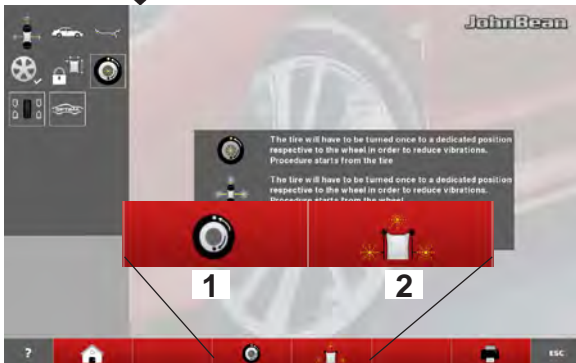 JohnBean
The tire will have to be turned once to a dedicated position
respective to the wheel in order to reduce vibrations.
Procedure starts from the tire
The tire will have to be turned once to a dedicated position
respective to the wheel in order to reduce vibrations.
Procedure starts from the wheel
1 2
? ESC